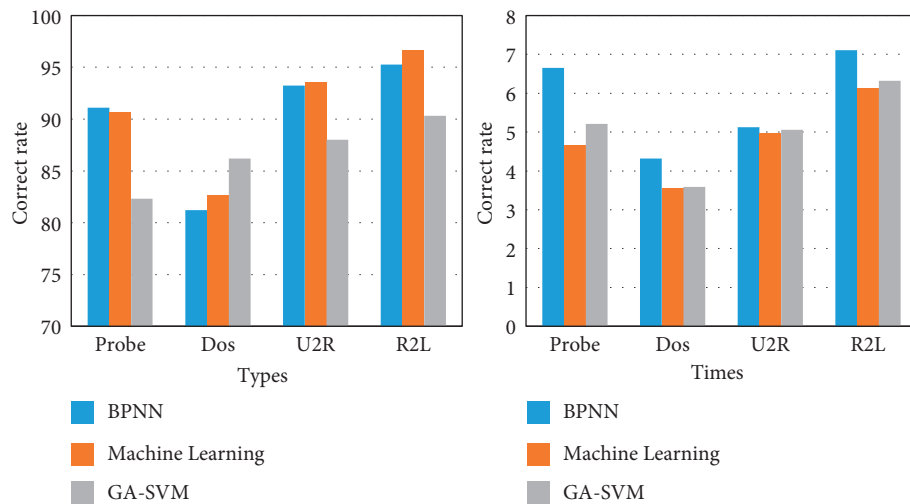 100
95
90
85
80
75
70
Correct rate
Probe Dos U2R R2L
Types
BPNN
Machine Learning
GA-SVM
8
7
6
5
4
3
2
1
0
Correct rate
Probe Dos U2R R2L
Times
BPNN
Machine Learning
GA-SVM